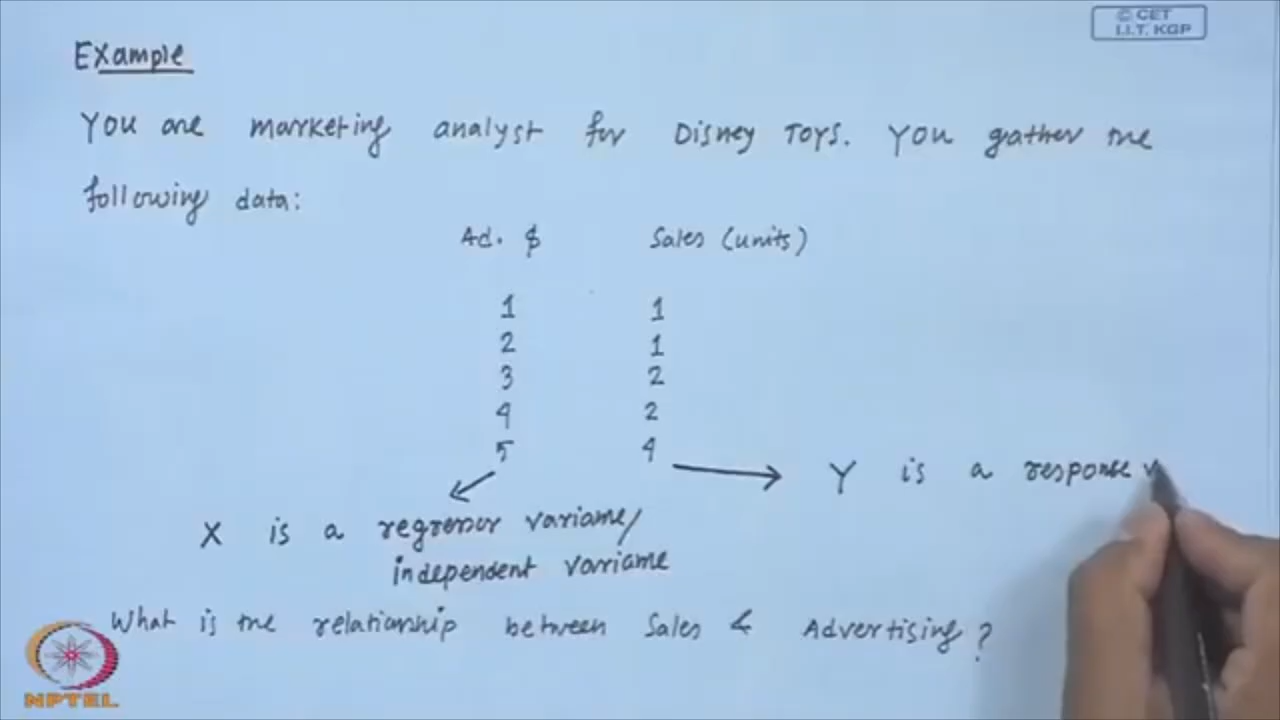 © CET
I.I.T. KGP
Example
You are marketing analyst for Disney Toys. You gather the
following data:
Ad. $ Sales (units)
1 1
2 1
3 2
4 2
5 4
Y is a response v
X is a regressor variable/
independent variable
What is the relationship between Sales & Advertising?
NPTEL